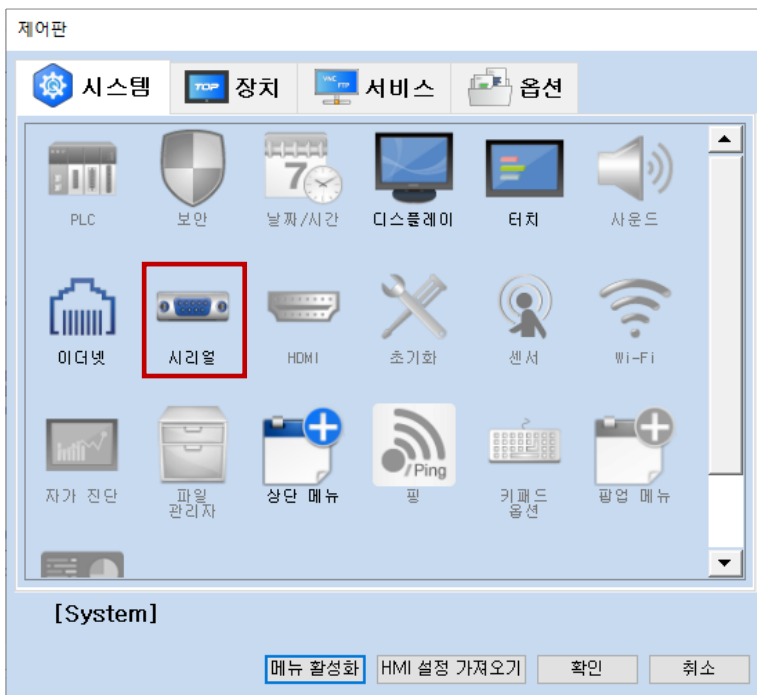 제어판
시스템 TOP 장치 VNC FTP 서비스 옵션
7
PLC 보안 날짜/시간 디스플레이 터치 사운드
이더넷 시리얼 HDMI 초기화 센서 Wi-Fi
/Ping
자가 진단 파일 관리자 상단 메뉴 핑 키패드 옵션 팝업 메뉴
[System]
메뉴 활성화 HMI 설정 가져오기 확인 취소